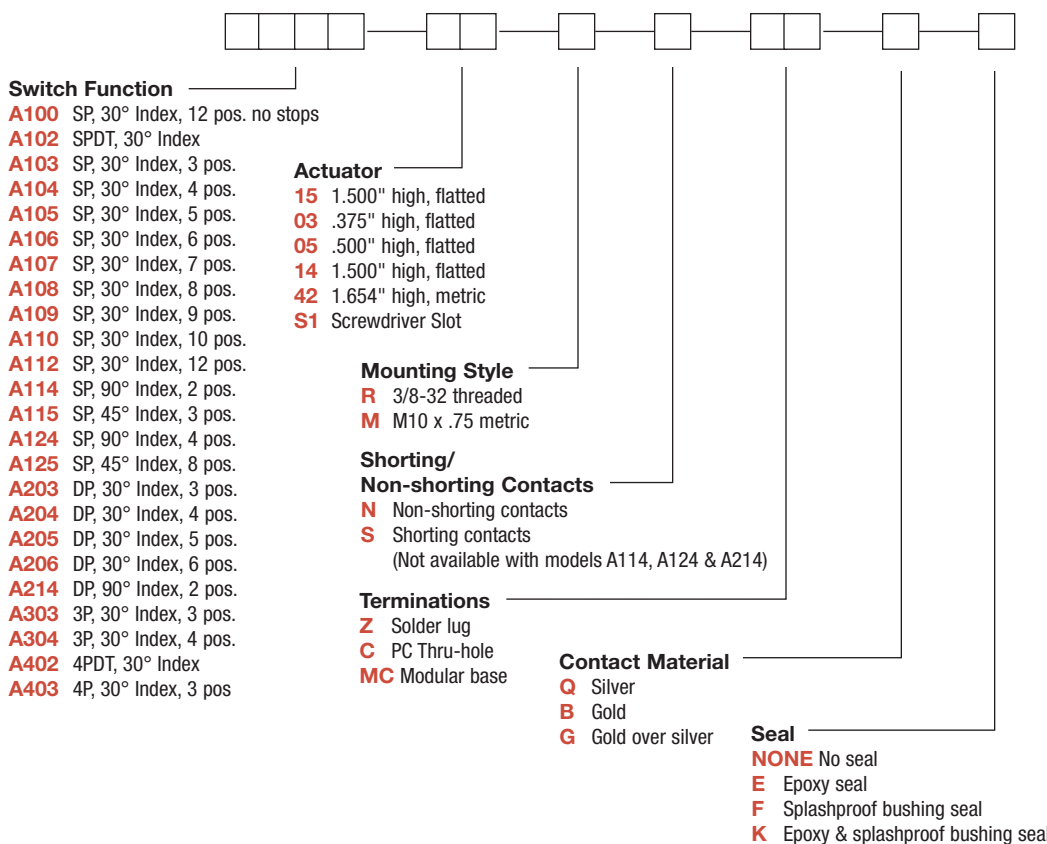 Switch Function
A100 SP, 30° Index, 12 pos. no stops
A102 SPDT, 30° Index
A103 SP, 30° Index, 3 pos.
A104 SP, 30° Index, 4 pos.
A105 SP, 30° Index, 5 pos.
A106 SP, 30° Index, 6 pos.
A107 SP, 30° Index, 7 pos.
A108 SP, 30° Index, 8 pos.
A109 SP, 30° Index, 9 pos.
A110 SP, 30° Index, 10 pos.
A112 SP, 30° Index, 12 pos.
A114 SP, 90° Index, 2 pos.
A115 SP, 45° Index, 3 pos.
A124 SP, 90° Index, 4 pos.
A125 SP, 45° Index, 8 pos.
A203 DP, 30° Index, 3 pos.
A204 DP, 30° Index, 4 pos.
A205 DP, 30° Index, 5 pos.
A206 DP, 30° Index, 6 pos.
A214 DP, 90° Index, 2 pos.
A303 3P, 30° Index, 3 pos.
A304 3P, 30° Index, 4 pos.
A402 4PDT, 30° Index
A403 4P, 30° Index, 3 pos
Actuator
15 1.500" high, flatted
03 .375" high, flatted
05 .500" high, flatted
14 1.500" high, flatted
42 1.654" high, metric
S1 Screwdriver Slot
Mounting Style
R 3/8-32 threaded
M M10 x .75 metric
Shorting/
Non-shorting Contacts
N Non-shorting contacts
S Shorting contacts
(Not available with models A114, A124 & A214)
Terminations
Z Solder lug
C PC Thru-hole
MC Modular base
Contact Material
Q Silver
B Gold
G Gold over silver
Seal
NONE No seal
E Epoxy seal
F Splashproof bushing seal
K Epoxy & splashproof bushing seal